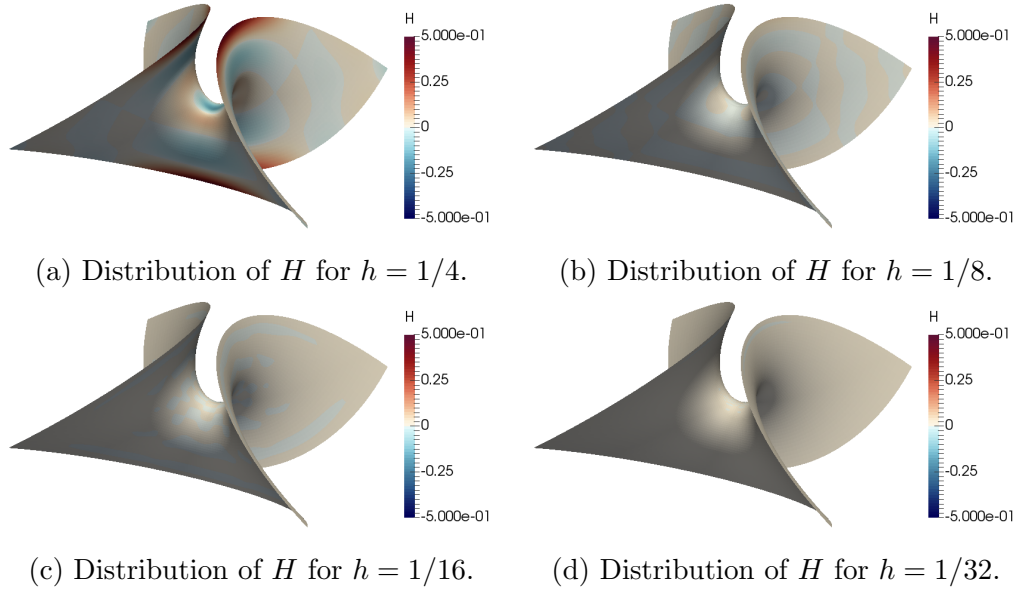 H
5.000e-01
0.25
0
-0.25
-5.000e-01
(a) Distribution of H for h = 1/4.
H
5.000e-01
0.25
0
-0.25
-5.000e-01
(b) Distribution of H for h = 1/8.
H
5.000e-01
0.25
0
-0.25
-5.000e-01
(c) Distribution of H for h = 1/16.
H
5.000e-01
0.25
0
-0.25
-5.000e-01
(d) Distribution of H for h = 1/32.